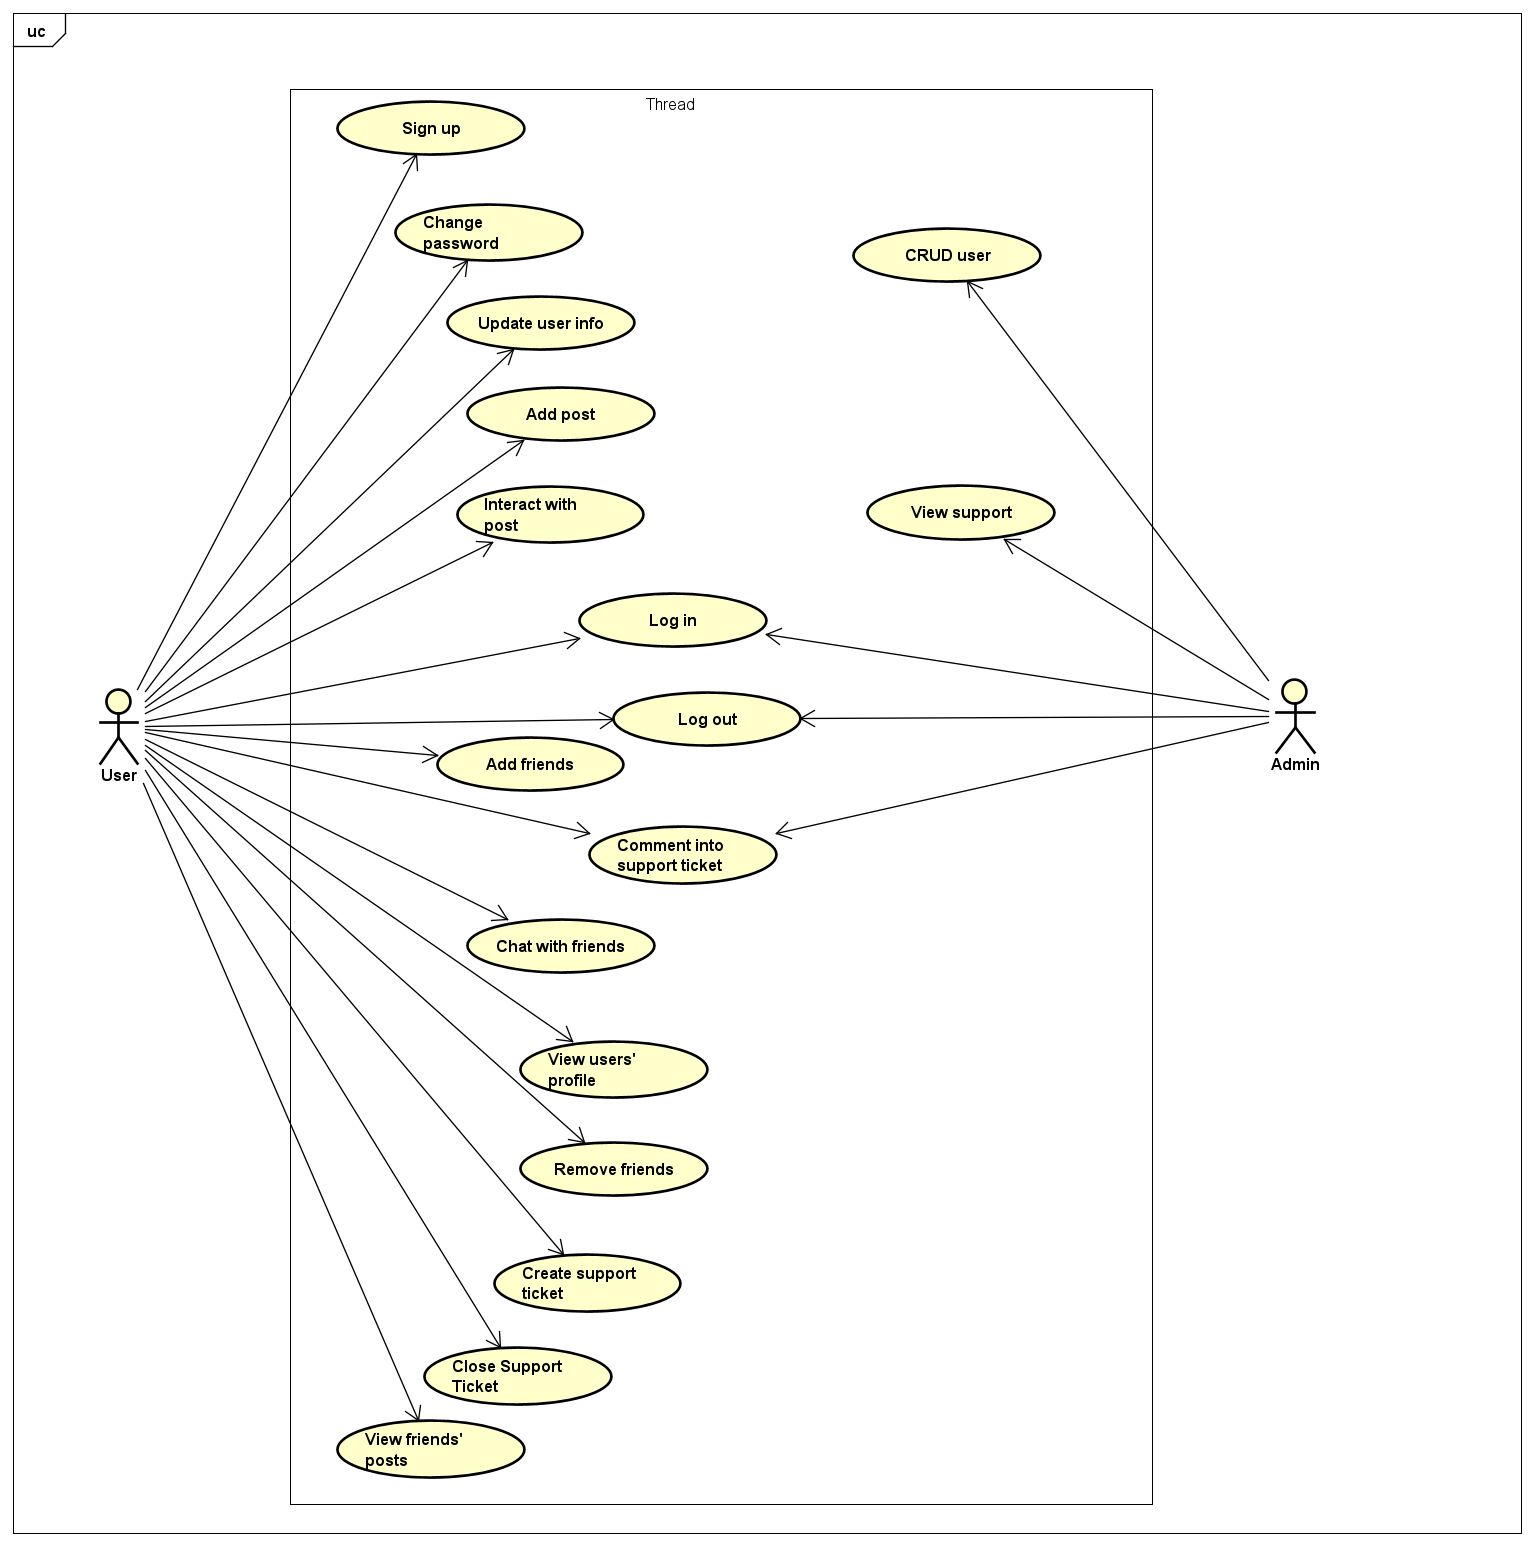 uc
Thread
Sign up
Change
password
CRUD user
Update user info
Add post
Interact with
post
View support
Log in
Log out
User
Admin
Add friends
Comment into
support ticket
Chat with friends
View users'
profile
Remove friends
Create support
ticket
Close Support
Ticket
View friends'
posts